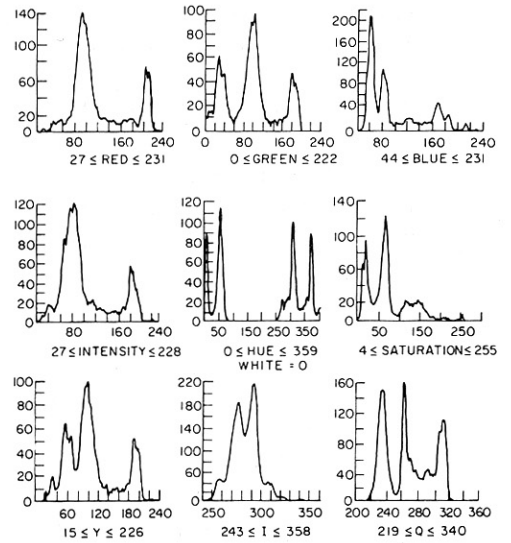 140
100
60
20
0
80 160 240
27 ≤ RED ≤ 231
100
80
60
40
20
0
0 80 160 240
0 ≤ GREEN ≤ 222
200
160
120
80
40
0
80 160 240
44 ≤ BLUE ≤ 231
120
100
80
60
40
20
0
80 160 240
27 ≤ INTENSITY ≤ 228
120
100
80
60
40
20
0
50 150 250 350
0 ≤ HUE ≤ 359
WHITE = 0
140
100
60
20
0
50 150 250
4 ≤ SATURATION ≤ 255
100
80
60
40
20
0
60 120 180 240
15 ≤ Y ≤ 226
220
180
140
100
60
20
0
250 300 350
243 ≤ I ≤ 358
160
120
80
40
0
200 240 280 320 360
219 ≤ Q ≤ 340